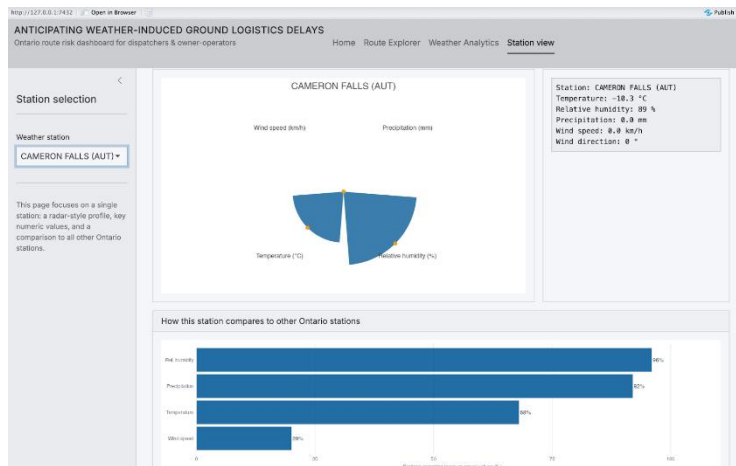 http://127.0.0.1:7432
Open in Browser
Publish
ANTICIPATING WEATHER-INDUCED GROUND LOGISTICS DELAYS
Ontario route risk dashboard for dispatchers & owner-operators
Home Route Explorer Weather Analytics Station view
Station selection
Weather station
CAMERON FALLS (AUT)
This page focuses on a single
station: a radar-style profile, key
numeric values, and a
comparison to all other Ontario
stations.
CAMERON FALLS (AUT)
Wind speed (km/h)
Precipitation (mm)
Temperature (°C)
Relative humidity (%)
Station: CAMERON FALLS (AUT)
Temperature: -10.3 °C
Relative humidity: 89 %
Precipitation: 0.0 mm
Wind speed: 0.0 km/h
Wind direction: 0 °
How this station compares to other Ontario stations
Rel. humidity
96%
Precipitation
92%
Temperature
68%
Wind speed
20%
0
25
50
75
100